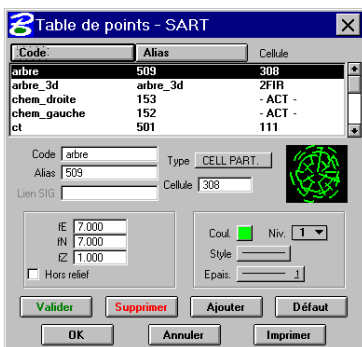 Table de points - SART
Code Alias Cellule
arbre 509 308
arbre_3d arbre_3d 2FIR
chem_droite 153 - ACT -
chem_gauche 152 - ACT -
ct 501 111
Code arbre Type CELL PART.
Alias 509 Cellule 308
Lien SIG
fE 7.000 Coul. Niv. 1
fN 7.000
fZ 1.000 Style
Hors relief Epais. 1
Valider Supprimer Ajouter Défaut
OK Annuler Imprimer